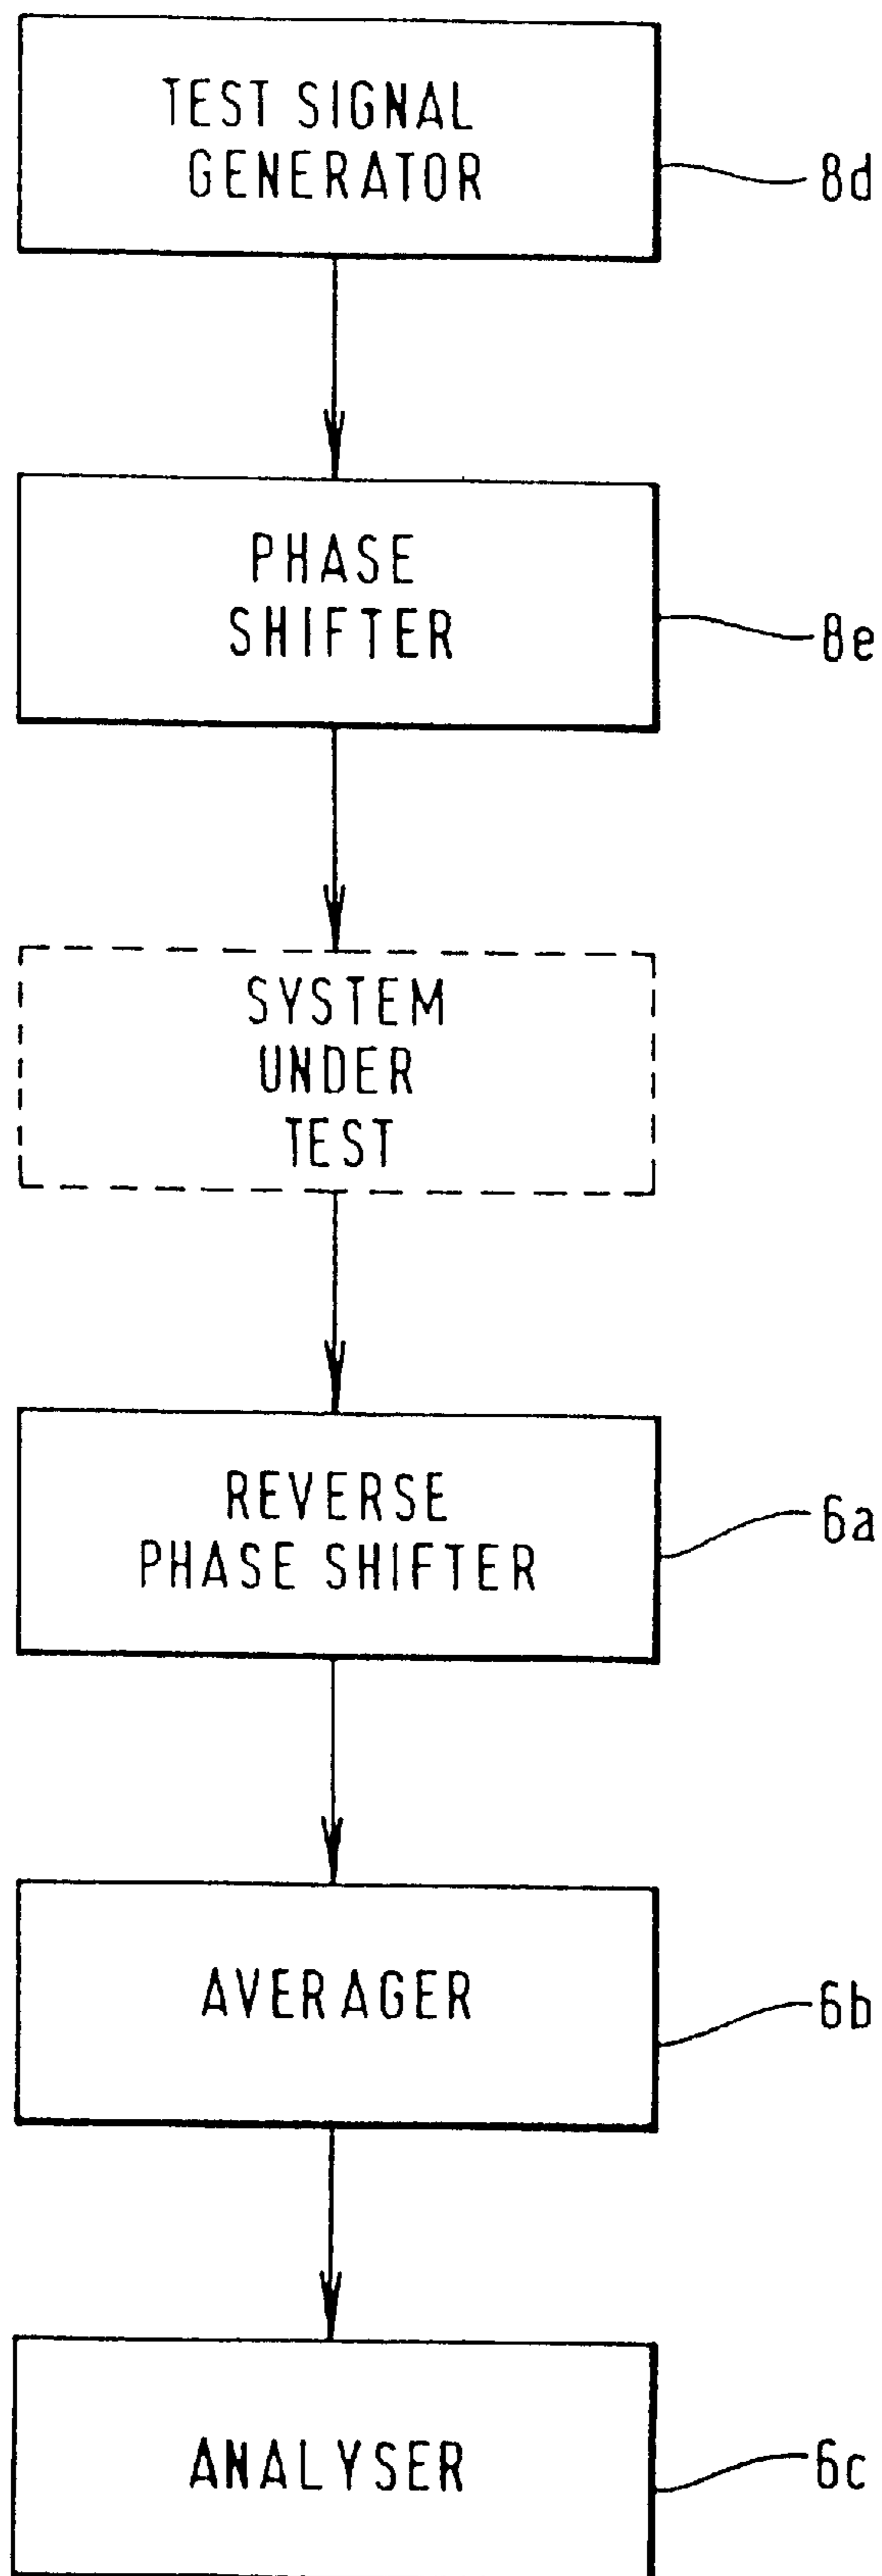 TEST SIGNAL
GENERATOR
8d
PHASE
SHIFTER
8e
SYSTEM
UNDER
TEST
REVERSE
PHASE SHIFTER
6a
AVERAGER
6b
ANALYSER
6c